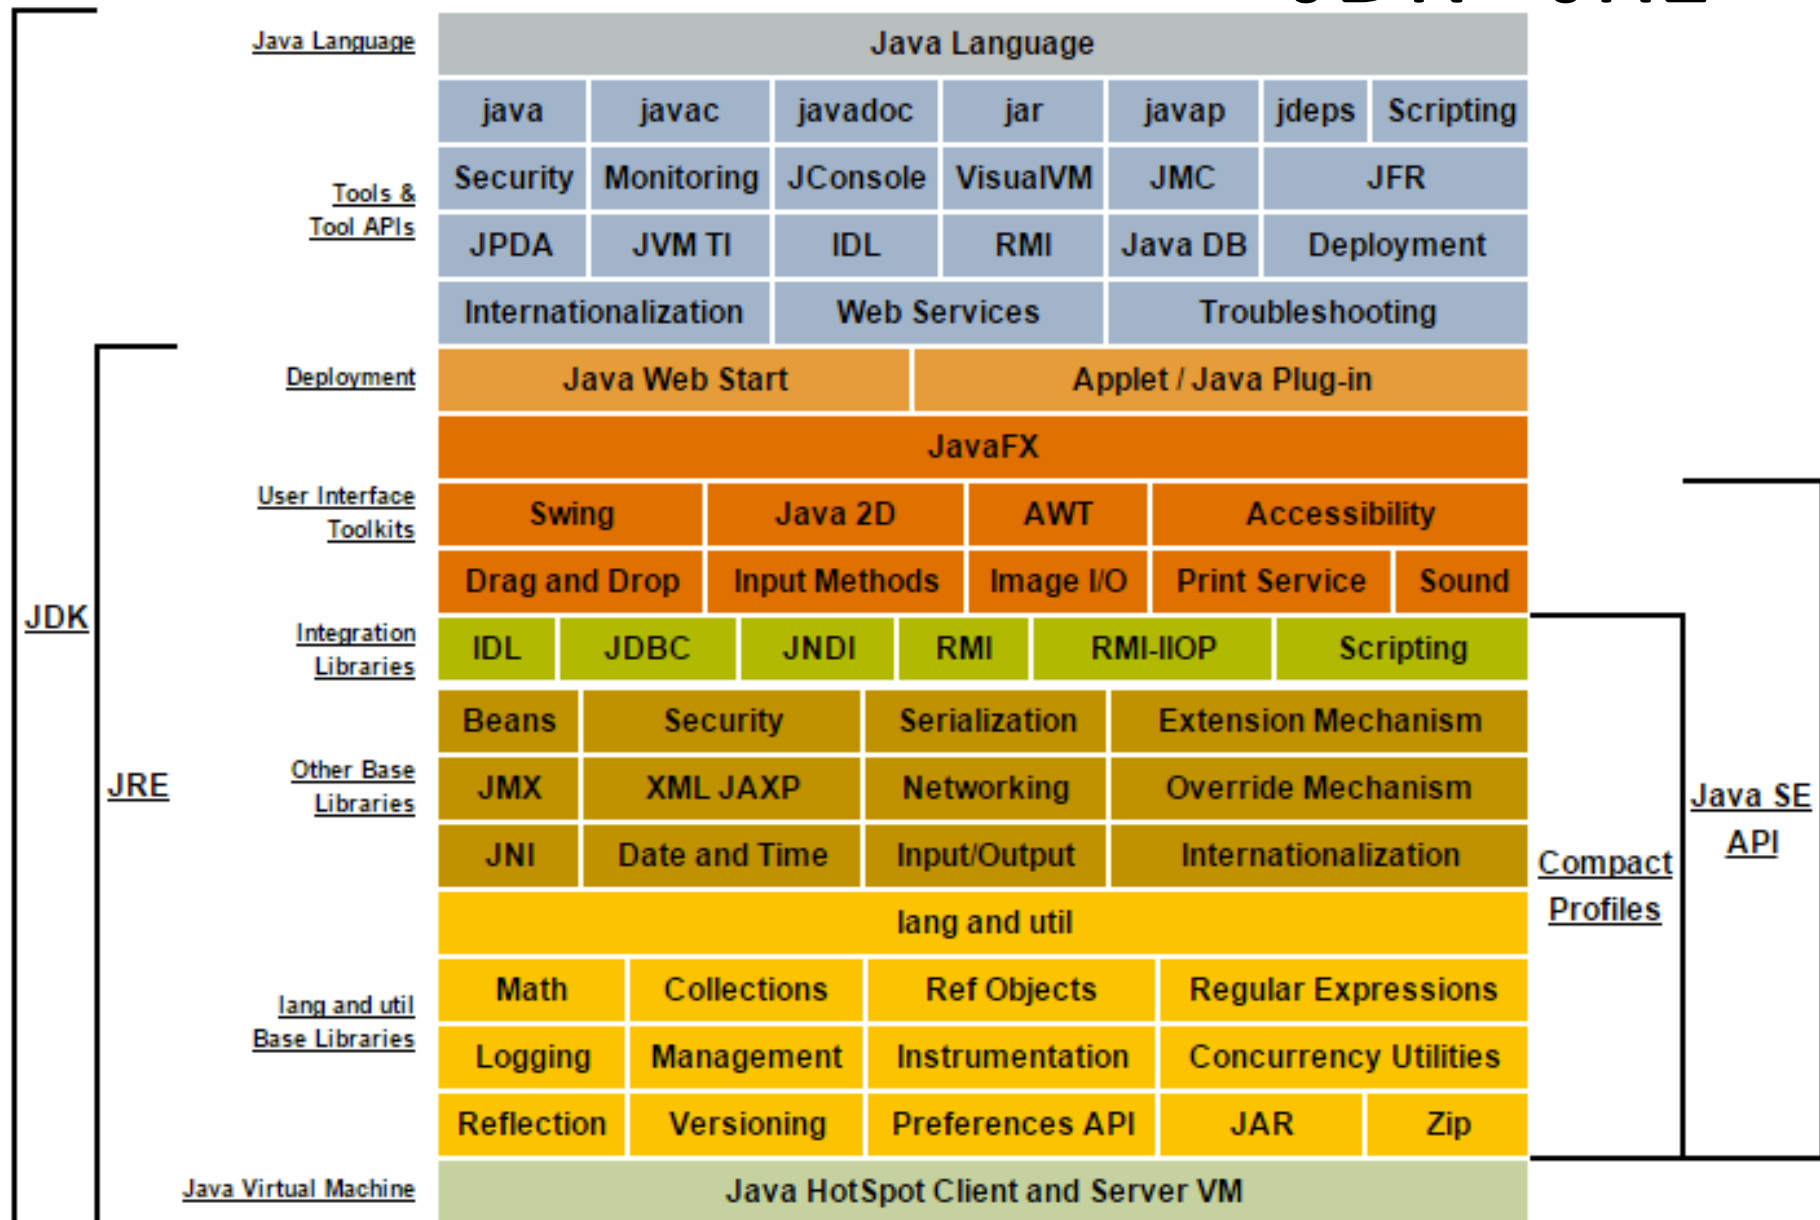 Java Language
Java Language
java javac javadoc jar javap jdeps Scripting
Security Monitoring JConsole VisualVM JMC JFR
Tools &
Tool APIs
JPDA JVM TI IDL RMI Java DB Deployment
Internationalization Web Services Troubleshooting
Deployment
Java Web Start Applet / Java Plug-in
JavaFX
User Interface
Toolkits
Swing Java 2D AWT Accessibility
Drag and Drop Input Methods Image I/O Print Service Sound
JDK
Integration
Libraries
IDL JDBC JNDI RMI RMI-IIOP Scripting
Beans Security Serialization Extension Mechanism
JRE
Other Base
Libraries
JMX XML JAXP Networking Override Mechanism
Java SE
API
JNI Date and Time Input/Output Internationalization
Compact
Profiles
lang and util
lang and util
Base Libraries
Math Collections Ref Objects Regular Expressions
Logging Management Instrumentation Concurrency Utilities
Reflection Versioning Preferences API JAR Zip
Java Virtual Machine
Java HotSpot Client and Server VM